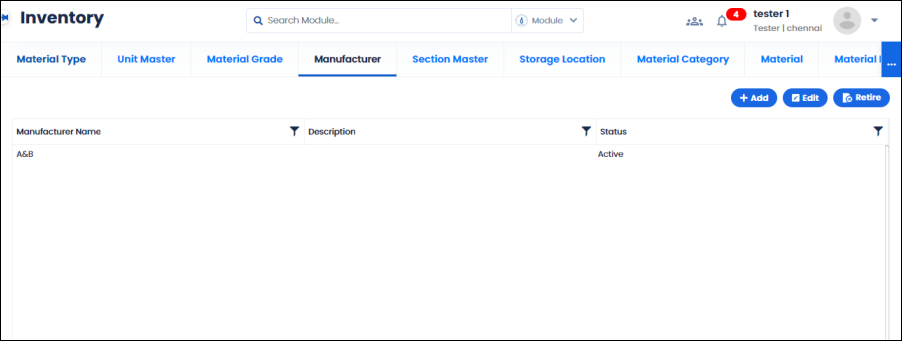 Inventory
Search Module...
Module
4
tester 1
Tester | chennai
Material Type
Unit Master
Material Grade
Manufacturer
Section Master
Storage Location
Material Category
Material
Material
...
+ Add
Edit
Retire
Manufacturer Name
Description
Status
A&B
Active